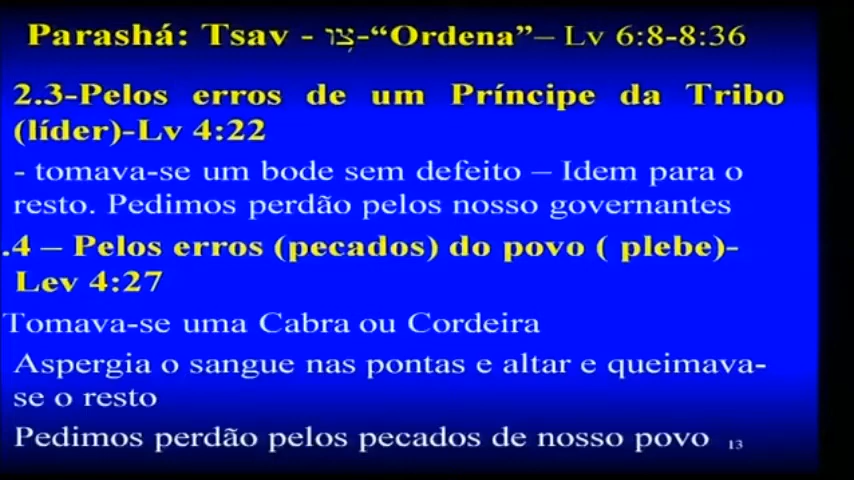 Parashá: Tsav - צַו-“Ordena”– Lv 6:8-8:36
2.3-Pelos erros de um Príncipe da Tribo
(líder)-Lv 4:22
- tomava-se um bode sem defeito – Idem para o
resto. Pedimos perdão pelos nosso governantes
.4 – Pelos erros (pecados) do povo ( plebe)-
Lev 4:27
Tomava-se uma Cabra ou Cordeira
Aspergia o sangue nas pontas e altar e queimava-
se o resto
Pedimos perdão pelos pecados de nosso povo 13